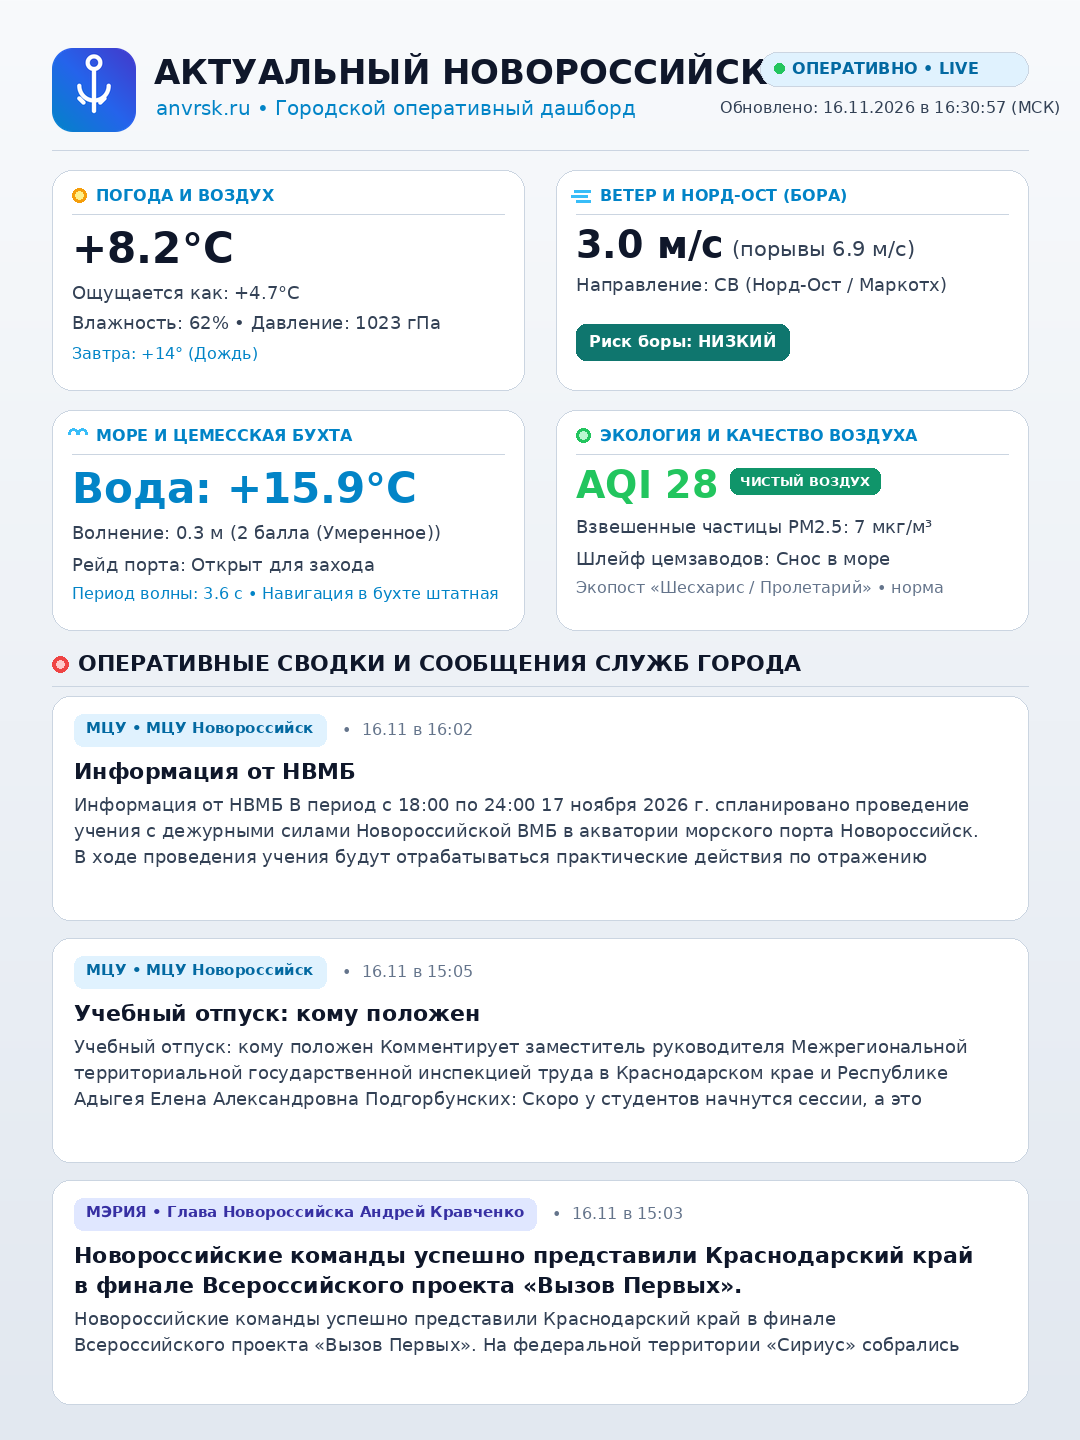 АКТУАЛЬНЫЙ НОВОРОССИЙСК
ОПЕРАТИВНО • LIVE
anvrsk.ru • Городской оперативный дашборд
Обновлено: 16.11.2026 в 16:30:57 (МСК)
ПОГОДА И ВОЗДУХ
+8.2°C
Ощущается как: +4.7°C
Влажность: 62% • Давление: 1023 гПа
Завтра: +14° (Дождь)
ВЕТЕР И НОРД-ОСТ (БОРА)
3.0 м/с (порывы 6.9 м/с)
Направление: СВ (Норд-Ост / Маркотх)
Риск боры: НИЗКИЙ
МОРЕ И ЦЕМЕССКАЯ БУХТА
Вода: +15.9°C
Волнение: 0.3 м (2 балла (Умеренное))
Рейд порта: Открыт для захода
Период волны: 3.6 с • Навигация в бухте штатная
ЭКОЛОГИЯ И КАЧЕСТВО ВОЗДУХА
AQI 28 ЧИСТЫЙ ВОЗДУХ
Взвешенные частицы PM2.5: 7 мкг/м³
Шлейф цемзаводов: Снос в море
Экопост «Шесхарис / Пролетарий» • норма
ОПЕРАТИВНЫЕ СВОДКИ И СООБЩЕНИЯ СЛУЖБ ГОРОДА
МЦУ • МЦУ Новороссийск • 16.11 в 16:02
Информация от НВМБ
Информация от НВМБ В период с 18:00 по 24:00 17 ноября 2026 г. спланировано проведение
учения с дежурными силами Новороссийской ВМБ в акватории морского порта Новороссийск.
В ходе проведения учения будут отрабатываться практические действия по отражению
МЦУ • МЦУ Новороссийск • 16.11 в 15:05
Учебный отпуск: кому положен
Учебный отпуск: кому положен Комментирует заместитель руководителя Межрегиональной
территориальной государственной инспекцией труда в Краснодарском крае и Республике
Адыгея Елена Александровна Подгорбунских: Скоро у студентов начнутся сессии, а это
МЭРИЯ • Глава Новороссийска Андрей Кравченко • 16.11 в 15:03
Новороссийские команды успешно представили Краснодарский край
в финале Всероссийского проекта «Вызов Первых».
Новороссийские команды успешно представили Краснодарский край в финале
Всероссийского проекта «Вызов Первых». На федеральной территории «Сириус» собрались